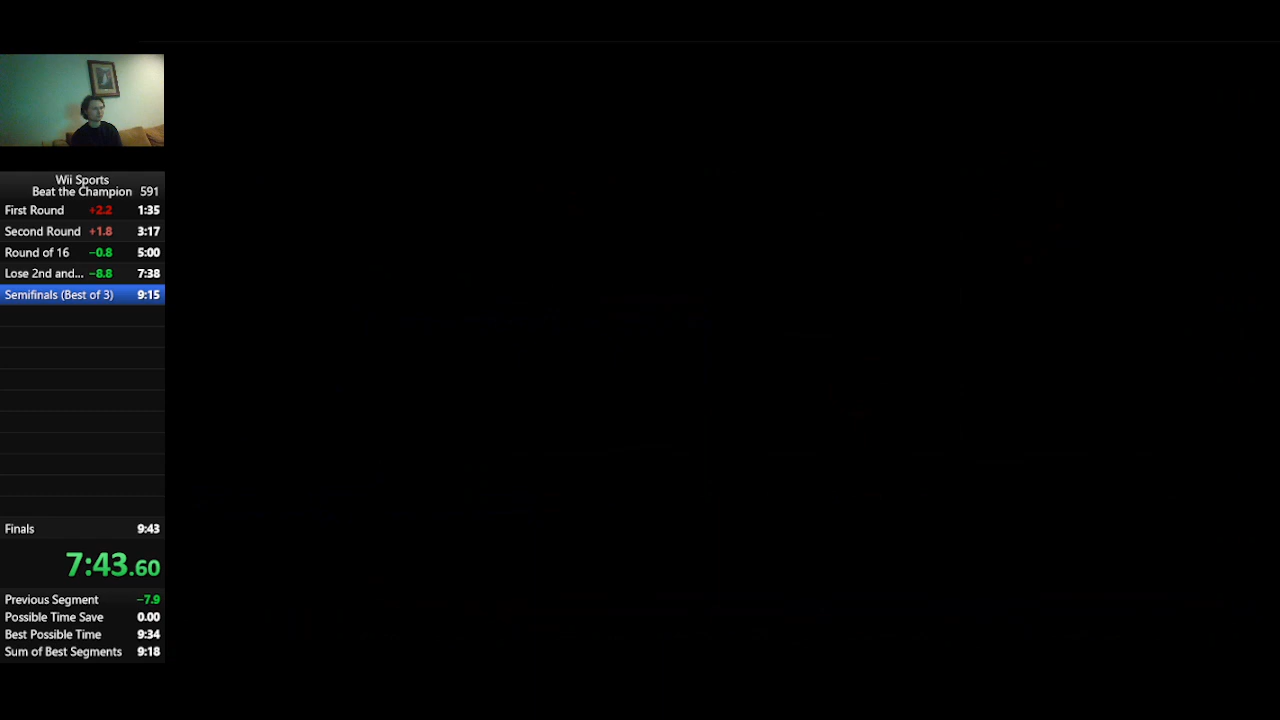 Wii Sports
Beat the Champion 591
First Round +2.2 1:35
Second Round +1.8 3:17
Round of 16 −0.8 5:00
Lose 2nd and... −8.8 7:38
Semifinals (Best of 3) 9:15
Finals 9:43
7:43.60
Previous Segment −7.9
Possible Time Save 0.00
Best Possible Time 9:34
Sum of Best Segments 9:18